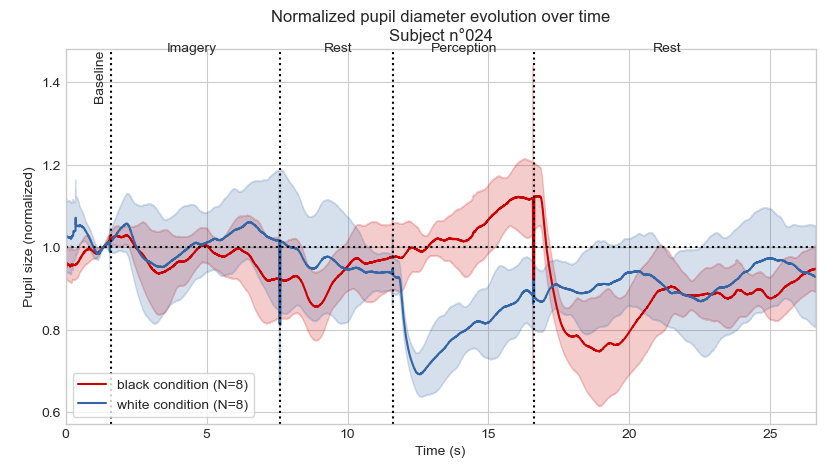 Normalized pupil diameter evolution over time
Subject n°024
Imagery
Rest
Perception
Rest
Baseline
Pupil size (normalized)
1.4
1.2
1.0
0.8
0.6
black condition (N=8)
white condition (N=8)
0
5
10
15
20
25
Time (s)